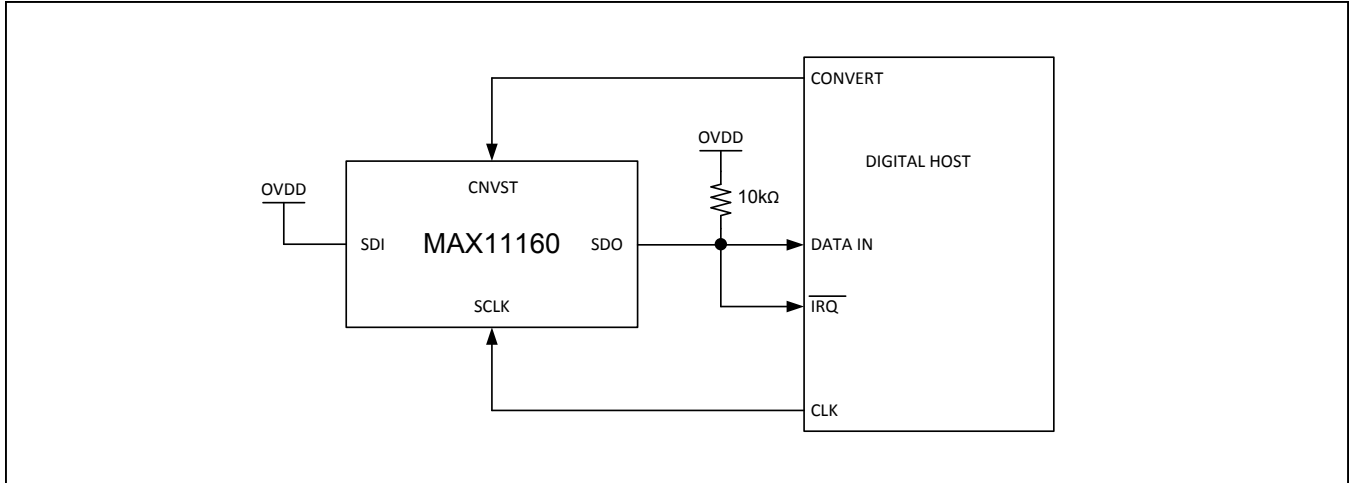 CONVERT
OVDD
DIGITAL HOST
OVDD
CNVST
10kΩ
SDI
MAX11160
SDO
DATA IN
SCLK
IRQ
CLK